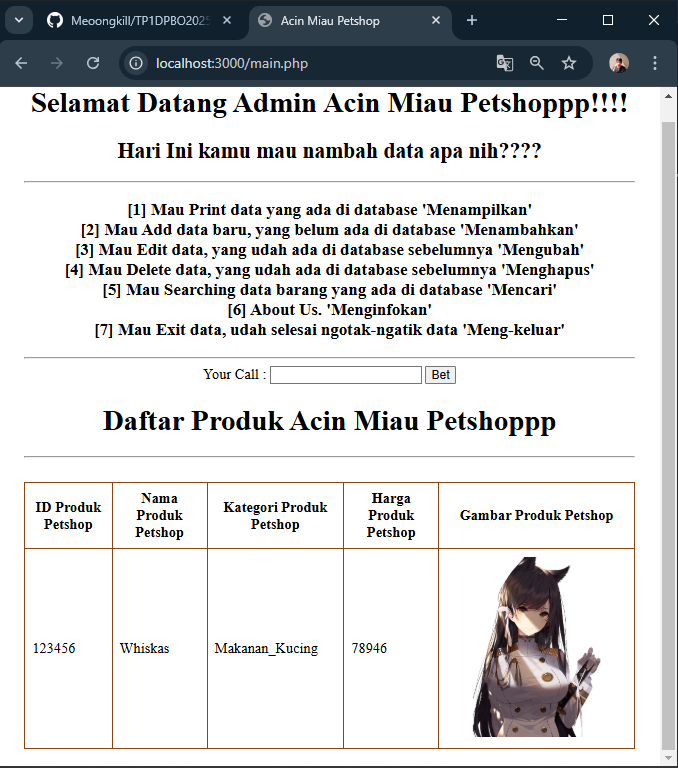 Meoongkill/TP1DPBO2025
Acin Miau Petshop
localhost:3000/main.php
Selamat Datang Admin Acin Miau Petshoppp!!!!
Hari Ini kamu mau nambah data apa nih????
[1] Mau Print data yang ada di database 'Menampilkan'
[2] Mau Add data baru, yang belum ada di database 'Menambahkan'
[3] Mau Edit data, yang udah ada di database sebelumnya 'Mengubah'
[4] Mau Delete data, yang udah ada di database sebelumnya 'Menghapus'
[5] Mau Searching data barang yang ada di database 'Mencari'
[6] About Us. 'Menginfokan'
[7] Mau Exit data, udah selesai ngotak-ngatik data 'Meng-keluar'
Your Call : Bet
Daftar Produk Acin Miau Petshoppp
ID Produk
Petshop
Nama
Produk
Petshop
Kategori Produk
Petshop
Harga
Produk
Petshop
Gambar Produk Petshop
123456
Whiskas
Makanan_Kucing
78946